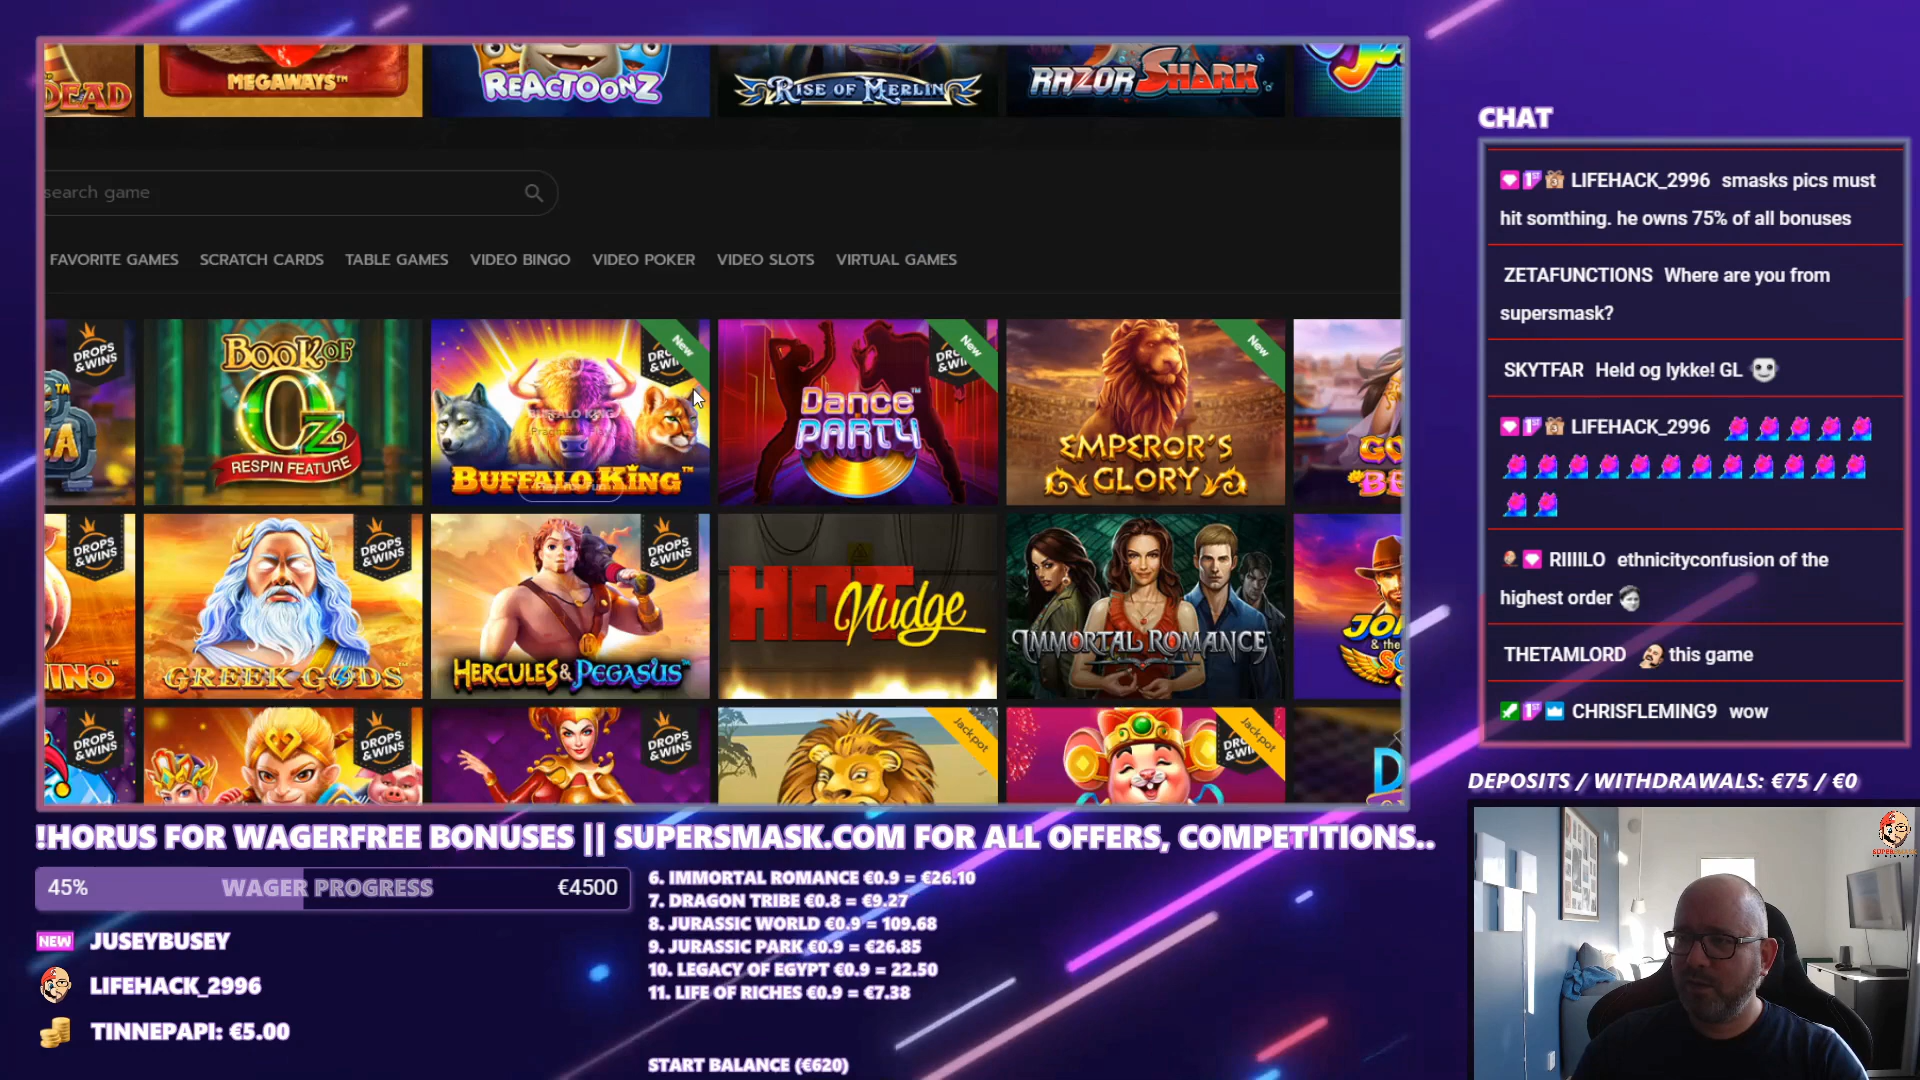 DEAD
MEGAWAYS™
REACTOONZ
RISE OF MERLIN
RAZOR SHARK
search game
FAVORITE GAMES SCRATCH CARDS TABLE GAMES VIDEO BINGO VIDEO POKER VIDEO SLOTS VIRTUAL GAMES
DROPS &WINS
BOOK OF OZ
RESPIN FEATURE
New
BUFFALO KING
BUFFALO KING™
New
Dance PARTY™
New
EMPEROR'S GLORY
DROPS &WINS
DROPS &WINS
GREEK GODS™
DROPS &WINS
HERCULES & PEGASUS™
HOT Nudge
IMMORTAL ROMANCE
& the
DROPS &WINS
DROPS &WINS
DROPS &WINS
Jackpot
Jackpot
CHAT
LIFEHACK_2996 smasks pics must
hit somthing. he owns 75% of all bonuses
ZETAFUNCTIONS Where are you from
supersmask?
SKYTFAR Held og lykke! GL
LIFEHACK_2996
RIIIILO ethnicityconfusion of the
highest order
THETAMLORD this game
CHRISFLEMING9 wow
DEPOSITS / WITHDRAWALS: €75 / €0
!HORUS FOR WAGERFREE BONUSES || SUPERSMASK.COM FOR ALL OFFERS, COMPETITIONS..
45% WAGER PROGRESS €4500
NEW JUSEYBUSEY
LIFEHACK_2996
TINNEPAPI: €5.00
6. IMMORTAL ROMANCE €0.9 = €26.10
7. DRAGON TRIBE €0.8 = €9.27
8. JURASSIC WORLD €0.9 = 109.68
9. JURASSIC PARK €0.9 = €26.85
10. LEGACY OF EGYPT €0.9 = 22.50
11. LIFE OF RICHES €0.9 = €7.38
START BALANCE (€620)